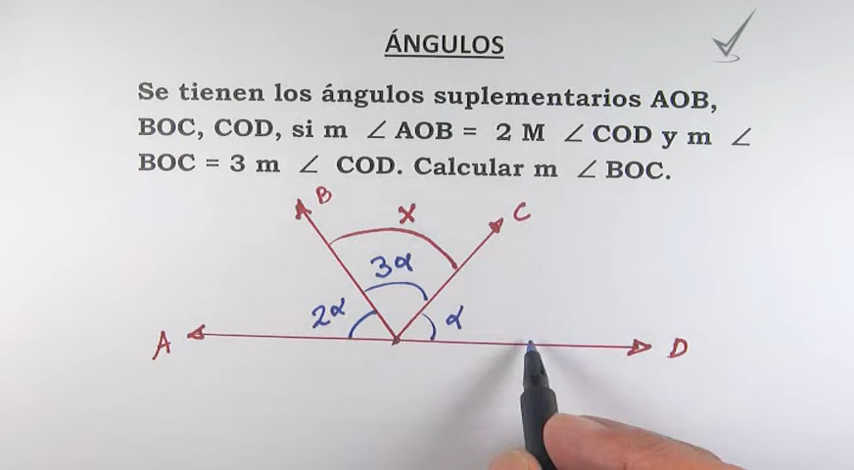 ÁNGULOS
Se tienen los ángulos suplementarios AOB,
BOC, COD, si m ∠ AOB = 2 M ∠ COD y m ∠
BOC = 3 m ∠ COD. Calcular m ∠ BOC.
B
X
C
3α
2α
α
A
D